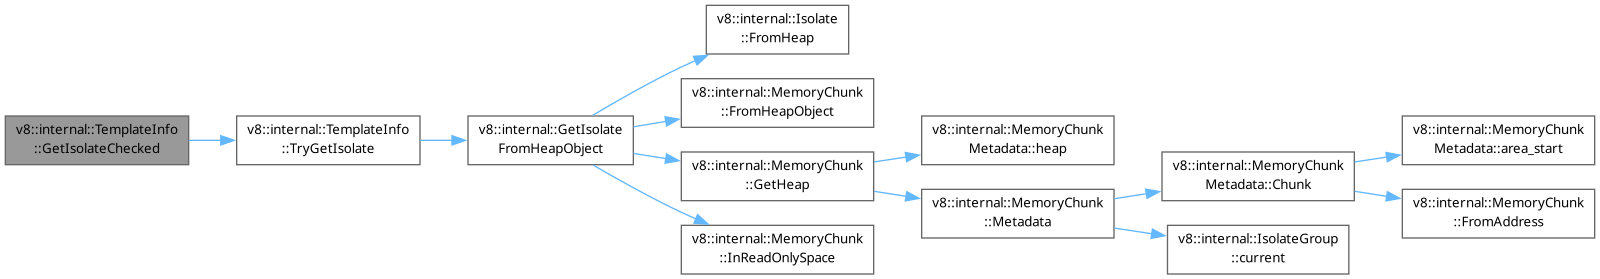 v8::internal::TemplateInfo
::GetIsolateChecked
v8::internal::TemplateInfo
::TryGetIsolate
v8::internal::GetIsolate
FromHeapObject
v8::internal::Isolate
::FromHeap
v8::internal::MemoryChunk
::FromHeapObject
v8::internal::MemoryChunk
::GetHeap
v8::internal::MemoryChunk
::InReadOnlySpace
v8::internal::MemoryChunk
Metadata::heap
v8::internal::MemoryChunk
::Metadata
v8::internal::MemoryChunk
Metadata::Chunk
v8::internal::IsolateGroup
::current
v8::internal::MemoryChunk
Metadata::area_start
v8::internal::MemoryChunk
::FromAddress